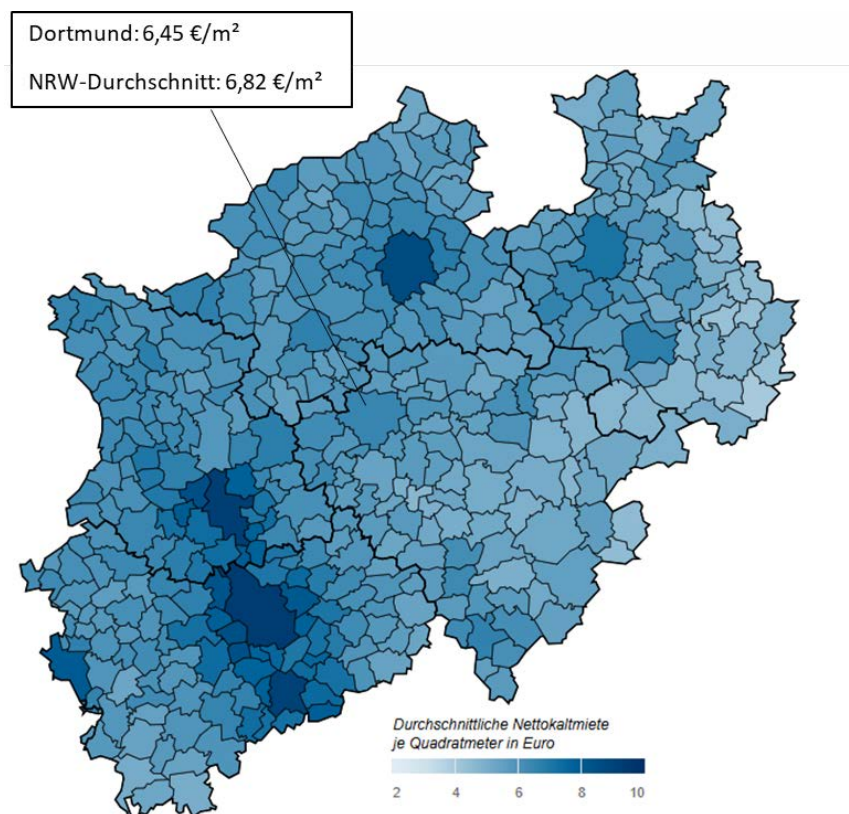 Dortmund: 6,45 €/m²
NRW-Durchschnitt: 6,82 €/m²
Durchschnittliche Nettokaltmiete
je Quadratmeter in Euro
2 4 6 8 10